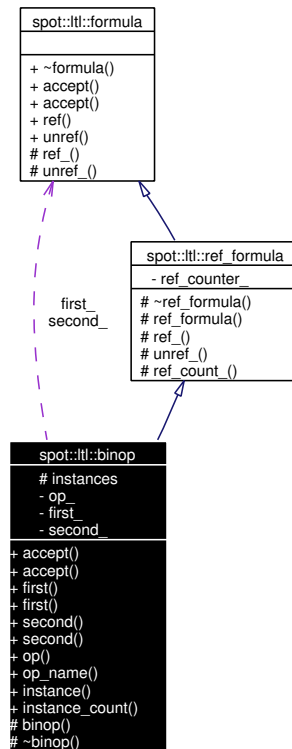 spot::ltl::formula
+ ~formula()
+ accept()
+ accept()
+ ref()
+ unref()
# ref_()
# unref_()
spot::ltl::ref_formula
- ref_counter_
# ~ref_formula()
# ref_formula()
# ref_()
# unref_()
# ref_count_()
first_
second_
spot::ltl::binop
# instances
- op_
- first_
- second_
+ accept()
+ accept()
+ first()
+ first()
+ second()
+ second()
+ op()
+ op_name()
+ instance()
+ instance_count()
# binop()
# ~binop()